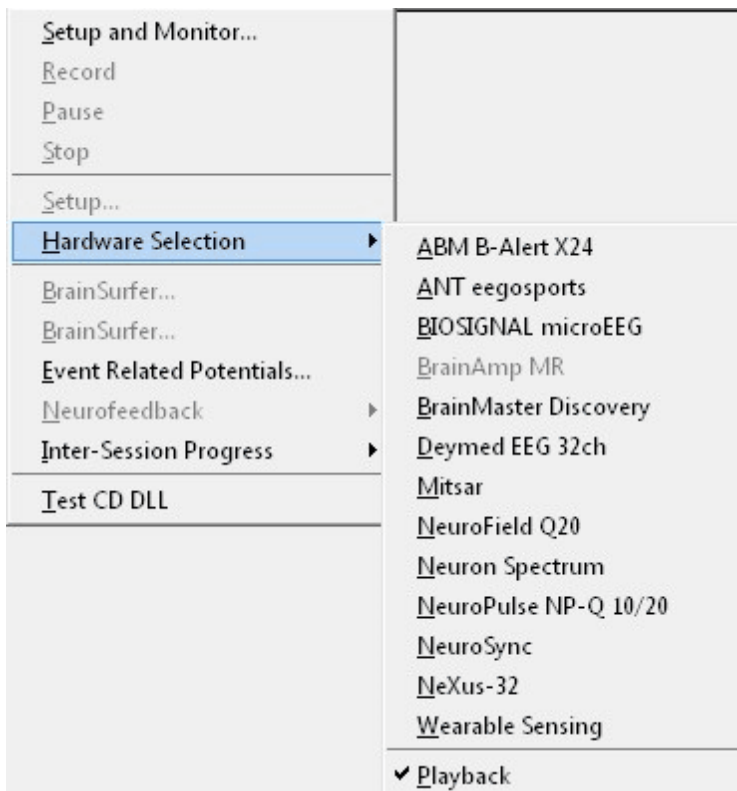 Setup and Monitor...
Record
Pause
Stop
Setup...
Hardware Selection
BrainSurfer...
BrainSurfer...
Event Related Potentials...
Neurofeedback
Inter-Session Progress
Test CD DLL
ABM B-Alert X24
ANT eegosports
BIOSIGNAL microEEG
BrainAmp MR
BrainMaster Discovery
Deymed EEG 32ch
Mitsar
NeuroField Q20
Neuron Spectrum
NeuroPulse NP-Q 10/20
NeuroSync
NeXus-32
Wearable Sensing
Playback